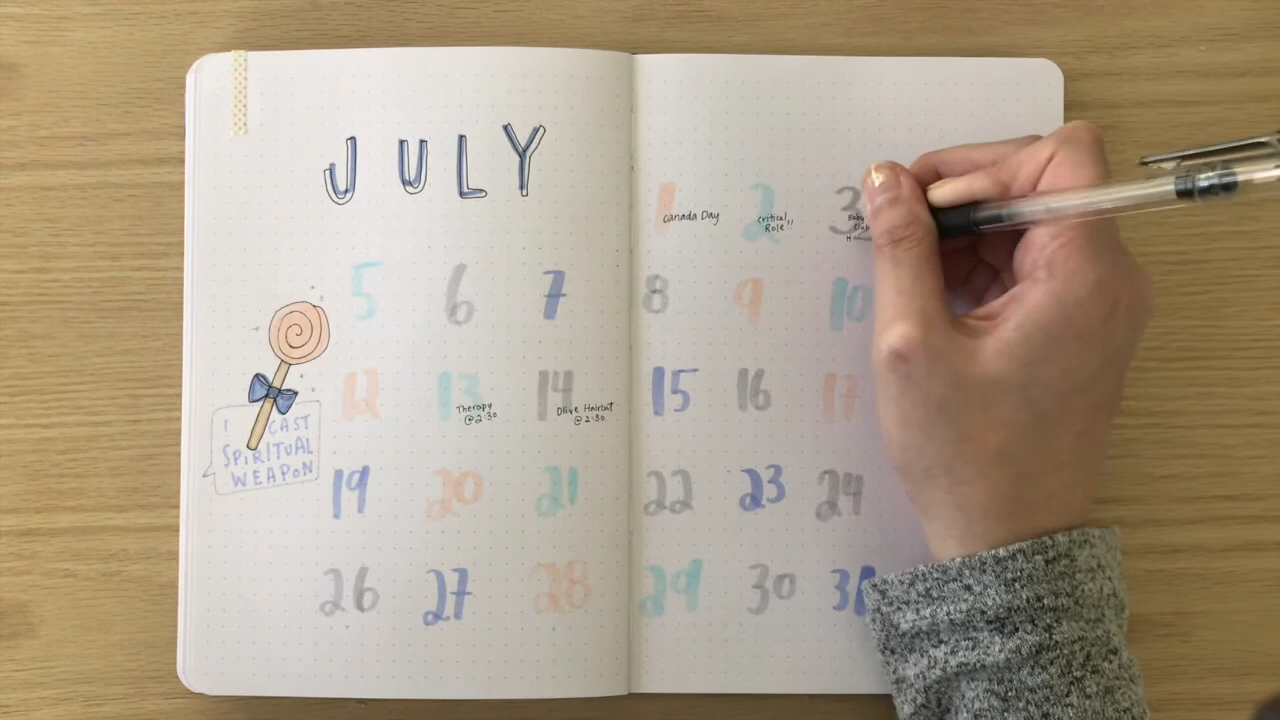 JULY
1 2 3
Canada Day
Critical
Role!!
Baby
Club
H
5 6 7 8 9 10
12 13 14 15 16 17
Therapy
@ 2:30
Olive Haircut
@ 2:30
I CAST
SPIRITUAL
WEAPON
19 20 21 22 23 24
26 27 28 29 30 31